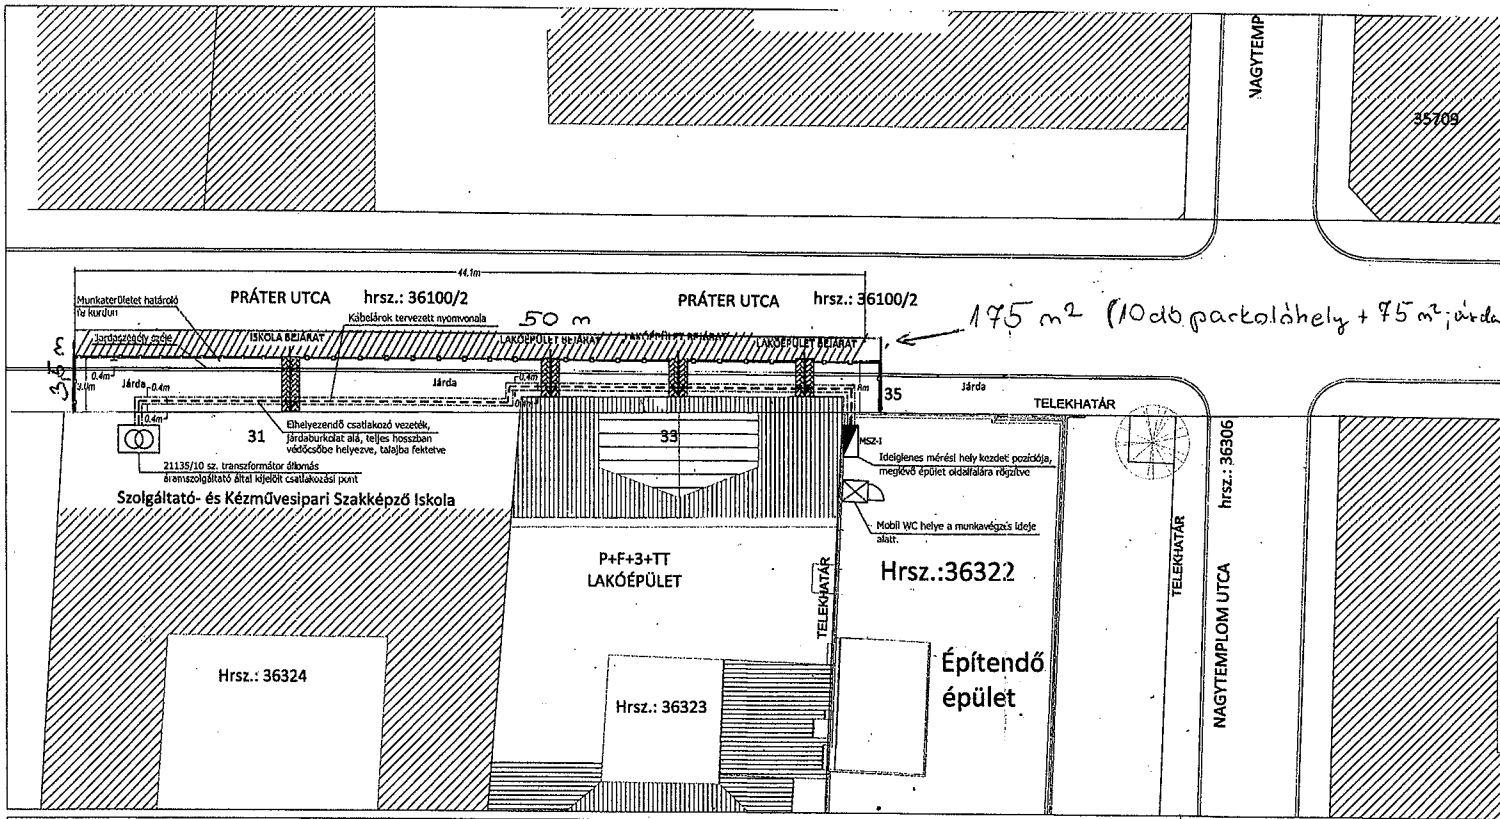 NAGYTEMP
35709
44.1m
PRÁTER UTCA hrsz.: 36100/2
PRÁTER UTCA hrsz.: 36100/2
Munkaterületet határoló
Kábelárok tervezett nyomvonala
50 m
175 m² (10 db parkolóhely + 75 m² járda
Járdaszegély széle
ISKOLA BEJÁRAT
LAKÓÉPÜLET BEJÁRAT
LAKÓÉPÜLET BEJÁRAT
LAKÓÉPÜLET BEJÁRAT
3,5 m
3.0m
0.4m
Járda
0.4m
Járda
0.4m
35
Járda
TELEKHATÁR
0.4m
31
Elhelyezendő csatlakozó vezeték,
járdaburkolat alá, teljes hosszban
védőcsőbe helyezve, talajba fektetve
33
MSZ-I
Ideiglenes mérési hely kezdeti pozíciója,
meglévő épület oldalfalára rögzítve
21135/10 sz. transzformátor állomás
áramszolgáltató által kijelölt csatlakozási pont
Szolgáltató- és Kézművesipari Szakképző Iskola
Mobil WC helye a munkavégzés ideje
alatt.
P+F+3+TT
LAKÓÉPÜLET
TELEKHATÁR
Hrsz.:36322
TELEKHATÁR
NAGYTEMPLOM UTCA hrsz.: 36306
Hrsz.: 36324
Hrsz.: 36323
Építendő
épület